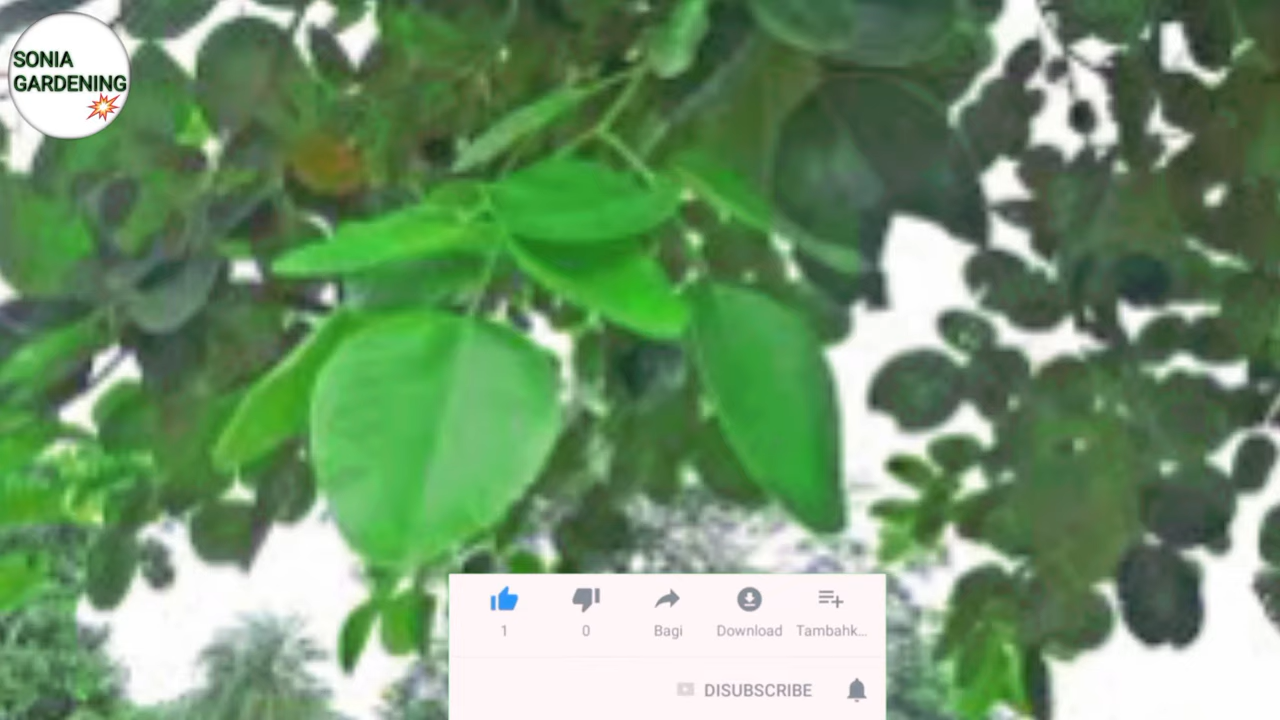 SONIA
GARDENING
1
0
Bagi
Download
Tambahk...
DISUBSCRIBE